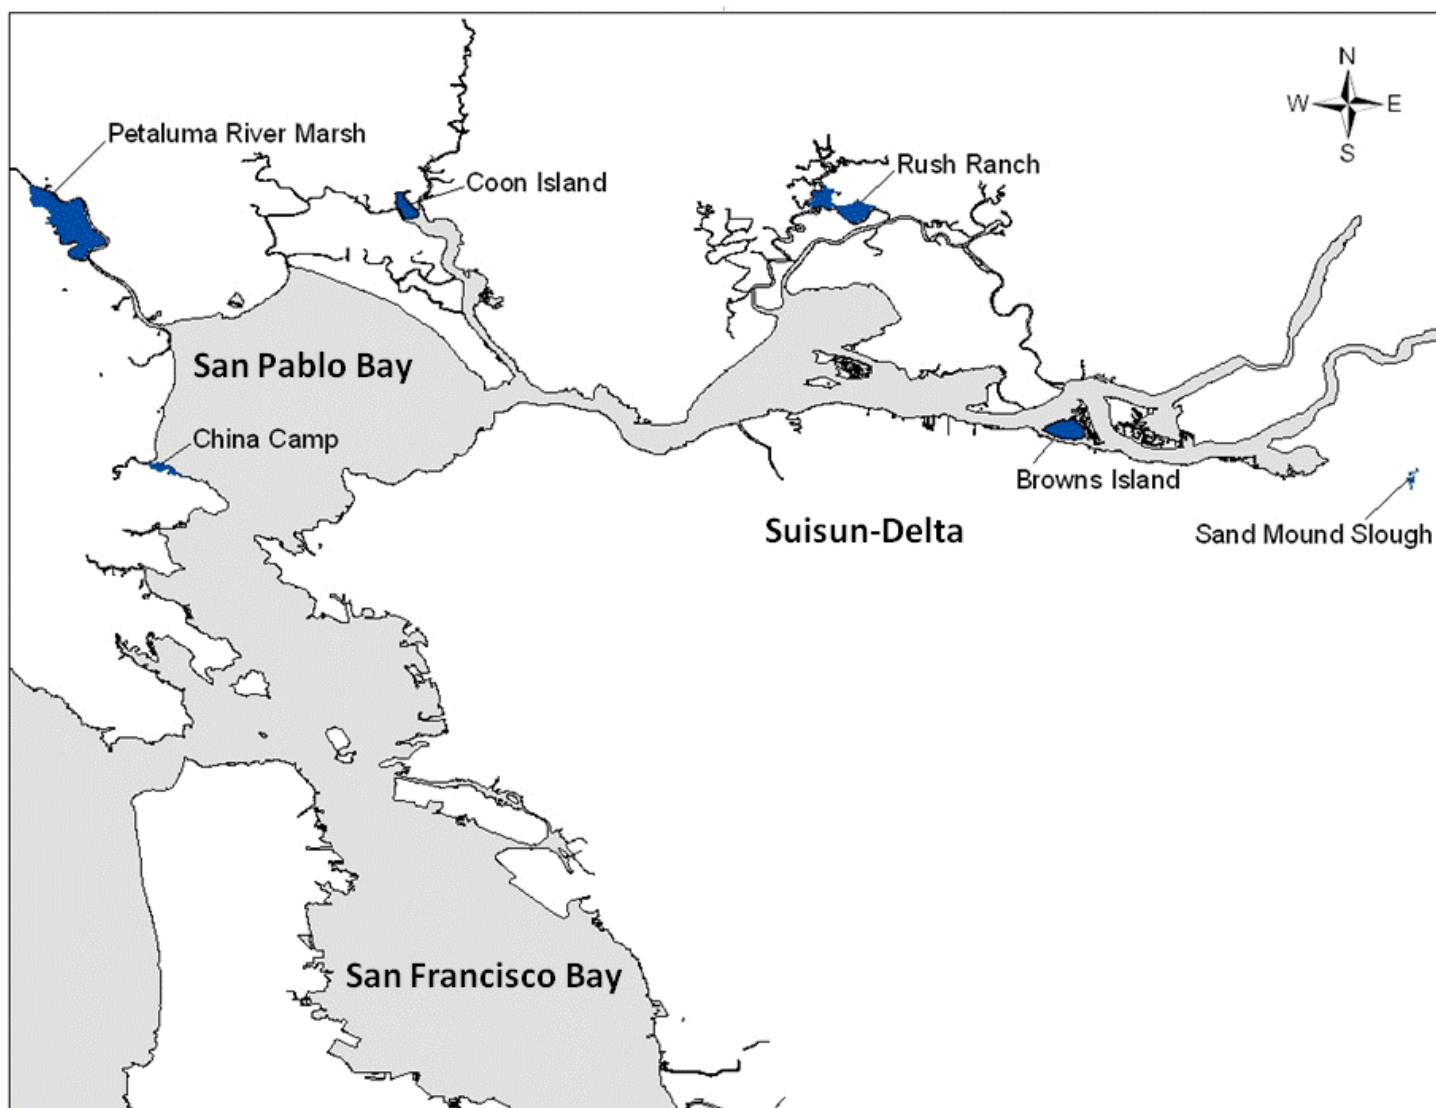 N
W E
S
Petaluma River Marsh
Coon Island
Rush Ranch
San Pablo Bay
China Camp
Browns Island
Suisun-Delta
Sand Mound Slough
San Francisco Bay